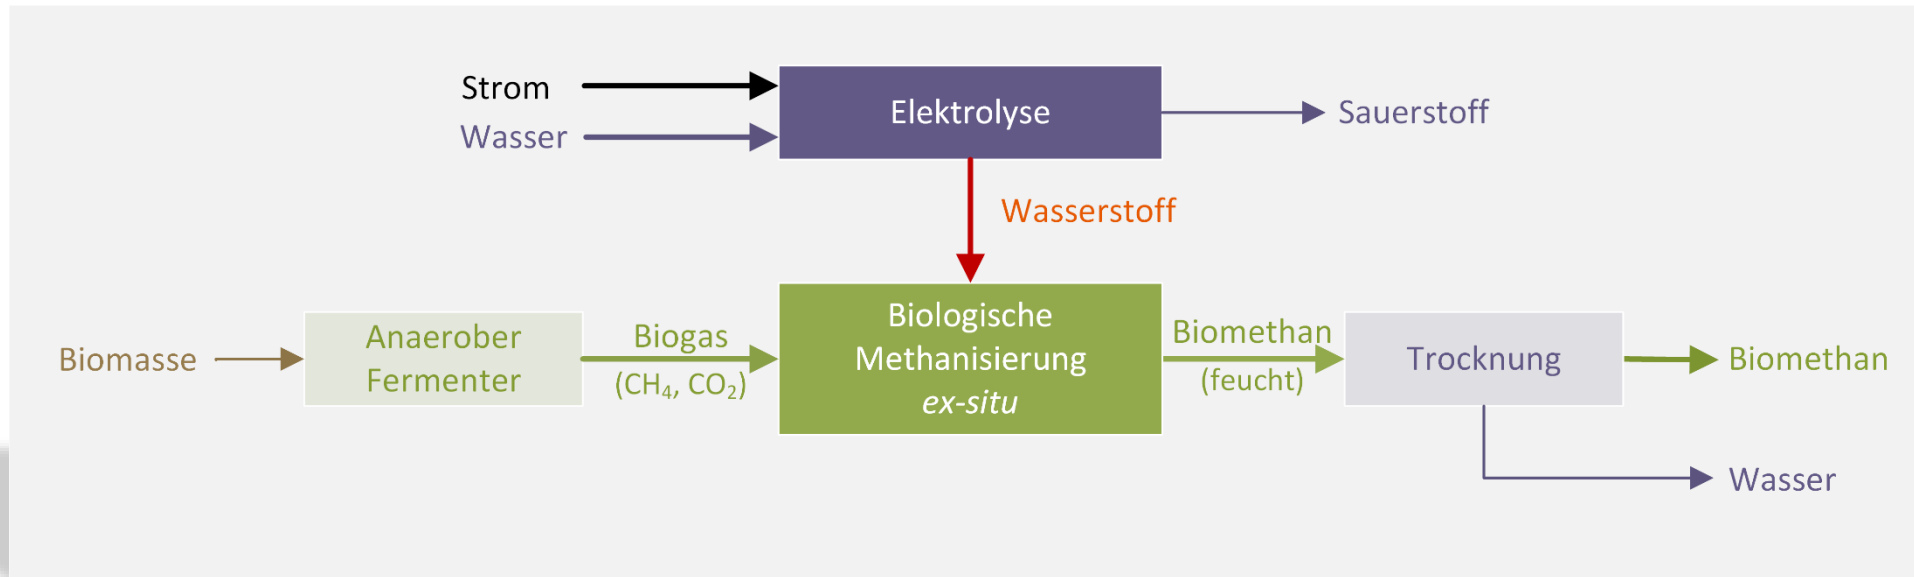 Strom
Wasser
Elektrolyse
Sauerstoff
Wasserstoff
Biomasse
Anaerober
Fermenter
Biogas
(CH₄, CO₂)
Biologische
Methanisierung
ex-situ
Biomethan
(feucht)
Trocknung
Biomethan
Wasser